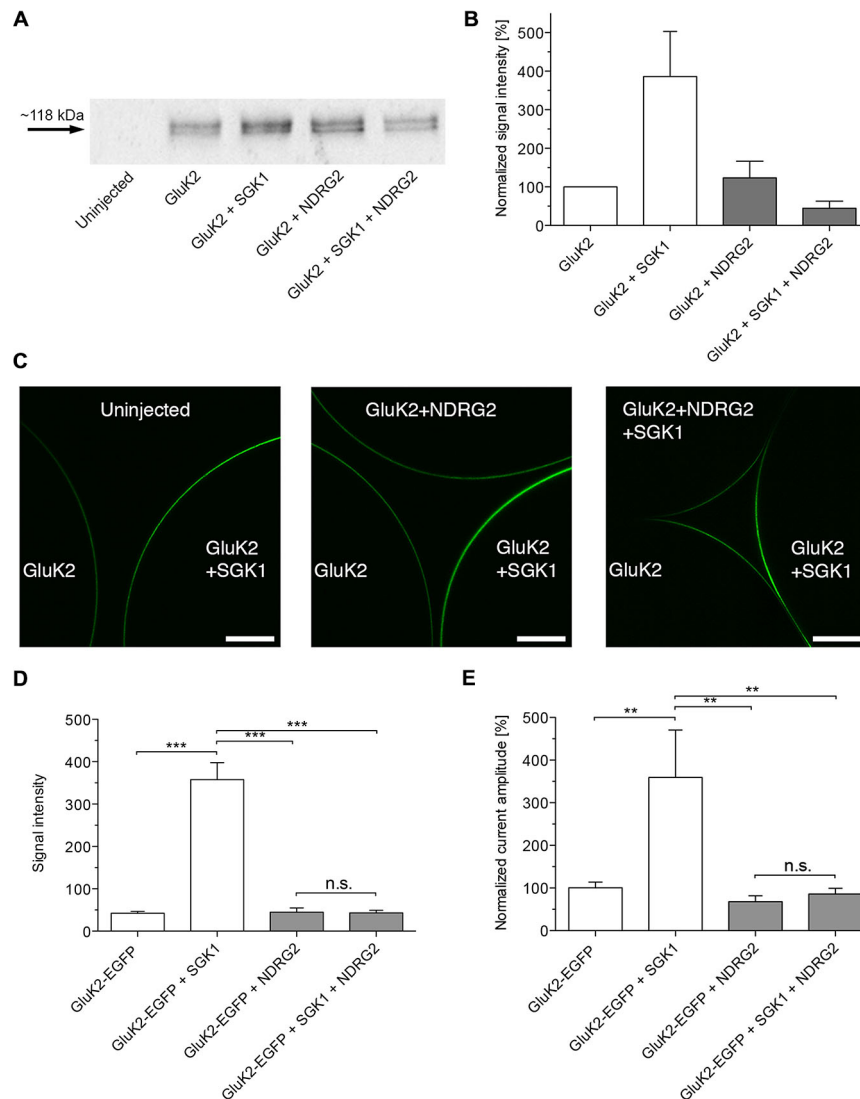 A
~118 kDa
Uninjected
GluK2
GluK2 + SGK1
GluK2 + NDRG2
GluK2 + SGK1 + NDRG2
B
Normalized signal intensity [%]
500
400
300
200
100
0
GluK2
GluK2 + SGK1
GluK2 + NDRG2
GluK2 + SGK1 + NDRG2
C
Uninjected
GluK2
GluK2
+SGK1
GluK2+NDRG2
GluK2
GluK2
+SGK1
GluK2+NDRG2
+SGK1
GluK2
GluK2
+SGK1
D
Signal intensity
500
400
300
200
100
0
***
***
***
n.s.
GluK2-EGFP
GluK2-EGFP + SGK1
GluK2-EGFP + NDRG2
GluK2-EGFP + SGK1 + NDRG2
E
Normalized current amplitude [%]
500
400
300
200
100
0
**
**
**
n.s.
GluK2-EGFP
GluK2-EGFP + SGK1
GluK2-EGFP + NDRG2
GluK2-EGFP + SGK1 + NDRG2